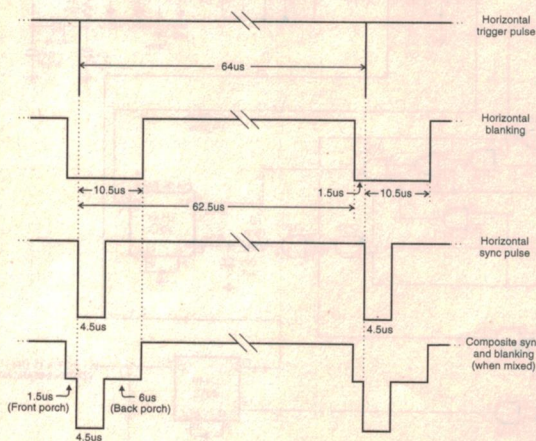 Horizontal
trigger pulse
64us
Horizontal
blanking
10.5us
1.5us
10.5us
62.5us
Horizontal
sync pulse
4.5us
4.5us
Composite sync
and blanking
(when mixed)
1.5us
(Front porch)
6us
(Back porch)
4.5us